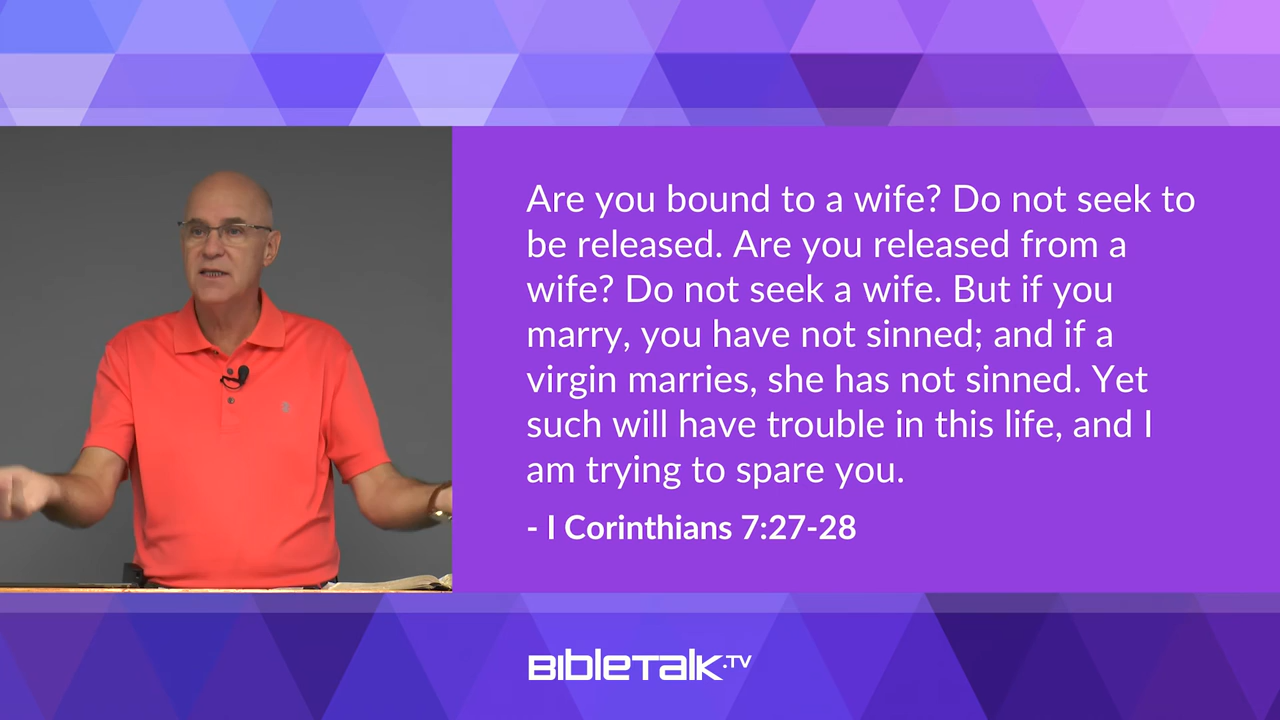 Are you bound to a wife? Do not seek to
be released. Are you released from a
wife? Do not seek a wife. But if you
marry, you have not sinned; and if a
virgin marries, she has not sinned. Yet
such will have trouble in this life, and I
am trying to spare you.
- I Corinthians 7:27-28
BIBLETALK.TV